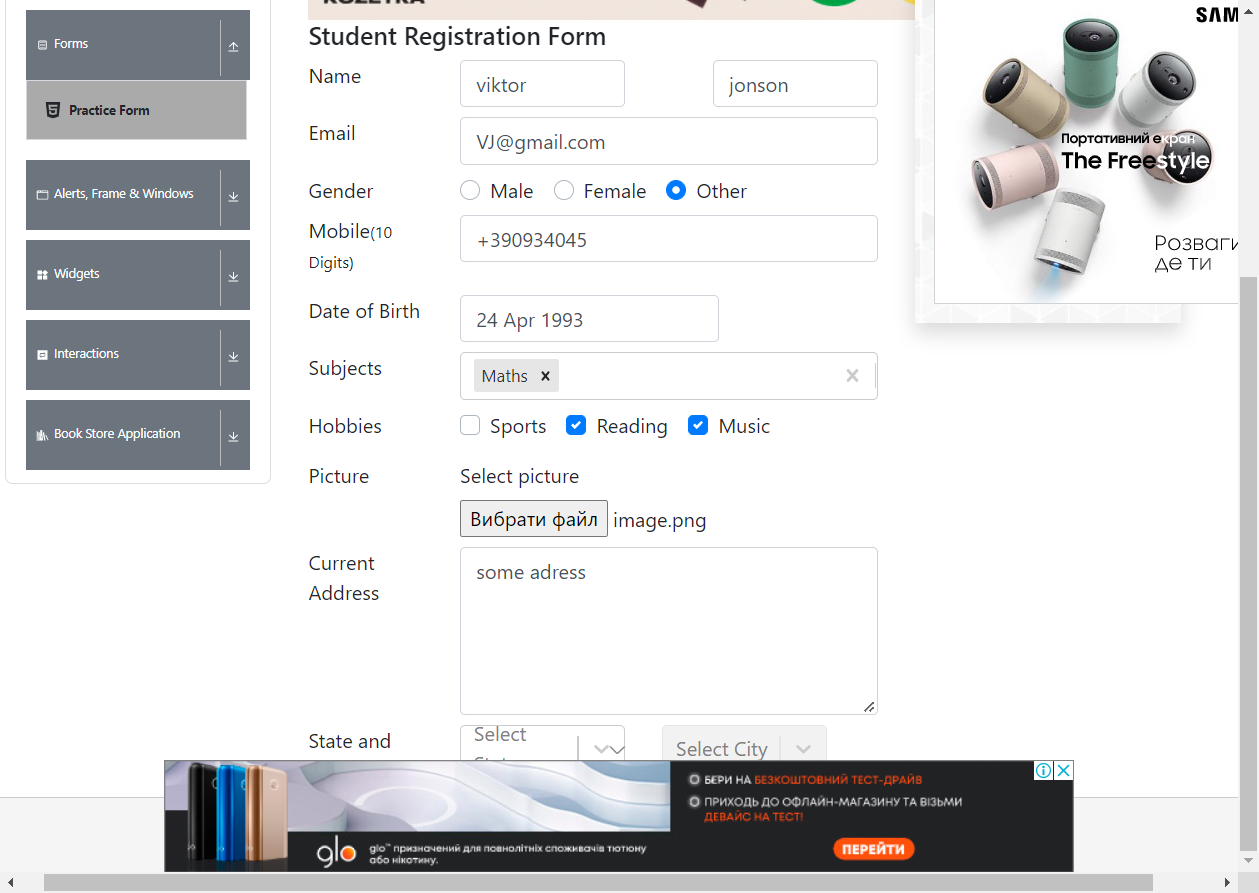 ROZETKA
Student Registration Form
Forms
Practice Form
Alerts, Frame & Windows
Widgets
Interactions
Book Store Application
Name
viktor
jonson
Email
VJ@gmail.com
Gender
Male
Female
Other
Mobile(10
Digits)
+390934045
Date of Birth
24 Apr 1993
Subjects
Maths
Hobbies
Sports
Reading
Music
Picture
Select picture
Вибрати файл image.png
Current
Address
some adress
State and
Select
Select City
SAM
Портативний екран
The Freestyle
Розваги
де ти
glo
glo™ призначений для повнолітніх споживачів тютюну
або нікотину.
БЕРИ НА БЕЗКОШТОВНИЙ ТЕСТ-ДРАЙВ
ПРИХОДЬ ДО ОФЛАЙН-МАГАЗИНУ ТА ВІЗЬМИ
ДЕВАЙС НА ТЕСТ!
ПЕРЕЙТИ